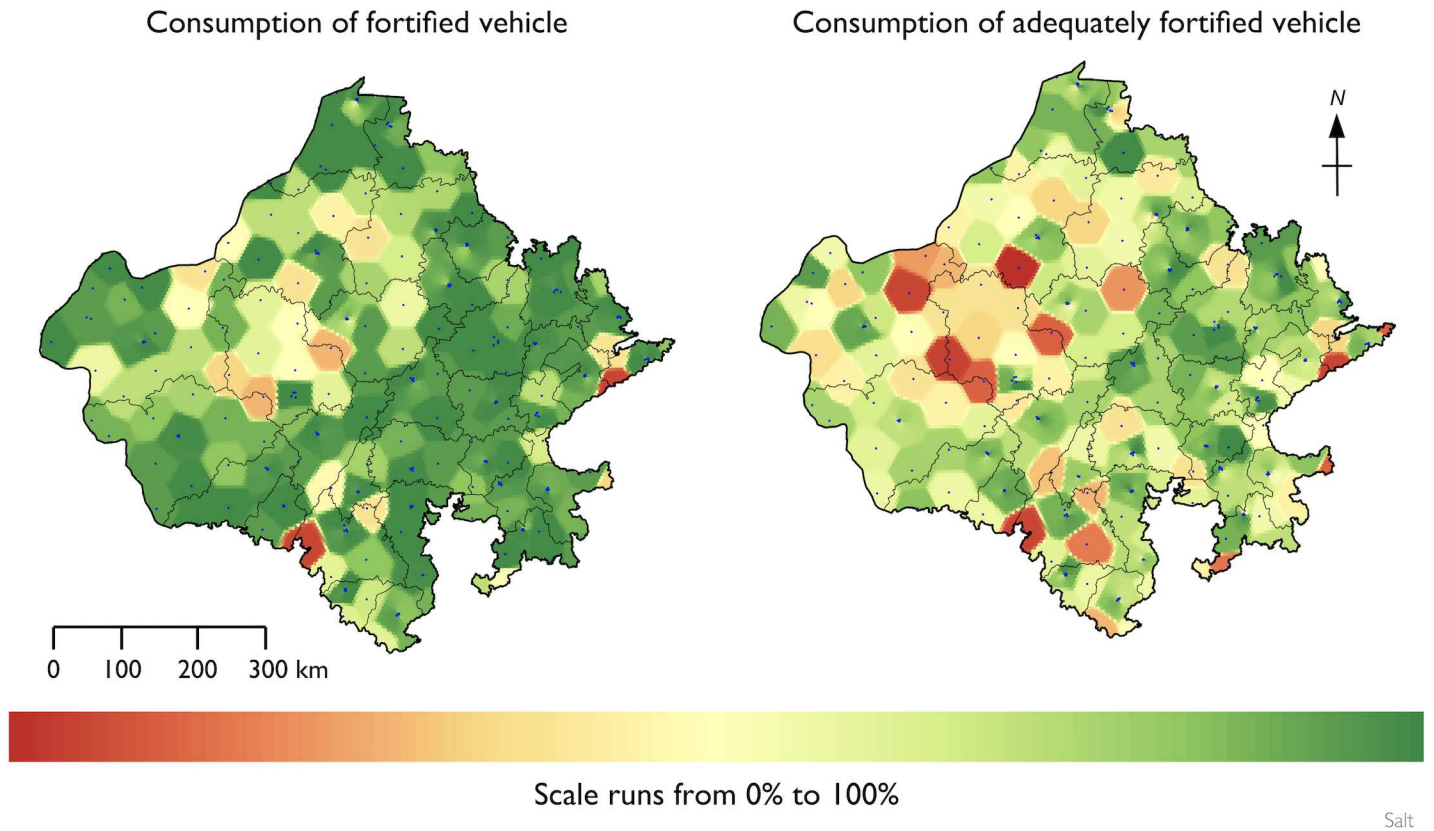 Consumption of fortified vehicle
Consumption of adequately fortified vehicle
N
0 100 200 300 km
Scale runs from 0% to 100%
Salt